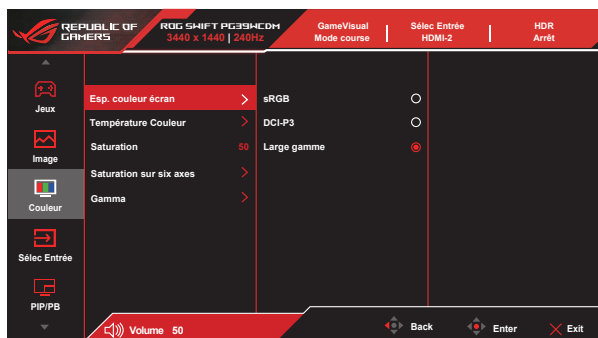 REPUBLIC OF
GAMERS
ROG SWIFT PG39WCDM
3440 x 1440 | 240Hz
GameVisual
Mode course
Sélec Entrée
HDMI-2
HDR
Arrêt
Jeux
Image
Couleur
Sélec Entrée
PIP/PB
Esp. couleur écran
Température Couleur
Saturation 50
Saturation sur six axes
Gamma
sRGB
DCI-P3
Large gamme
Volume 50
Back
Enter
Exit